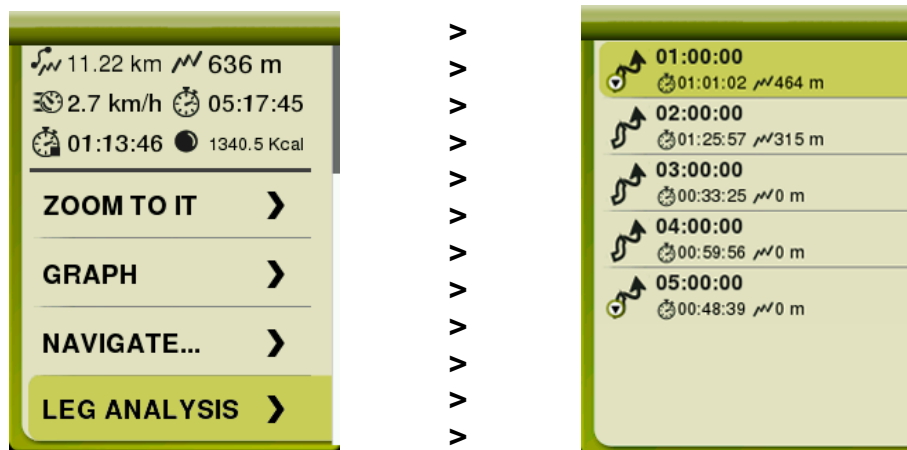 11.22 km 636 m
2.7 km/h 05:17:45
01:13:46 1340.5 Kcal
ZOOM TO IT ❯
GRAPH ❯
NAVIGATE... ❯
LEG ANALYSIS ❯
>
>
>
>
>
>
>
>
>
>
>
>
01:00:00
01:01:02 464 m
02:00:00
01:25:57 315 m
03:00:00
00:33:25 0 m
04:00:00
00:59:56 0 m
05:00:00
00:48:39 0 m